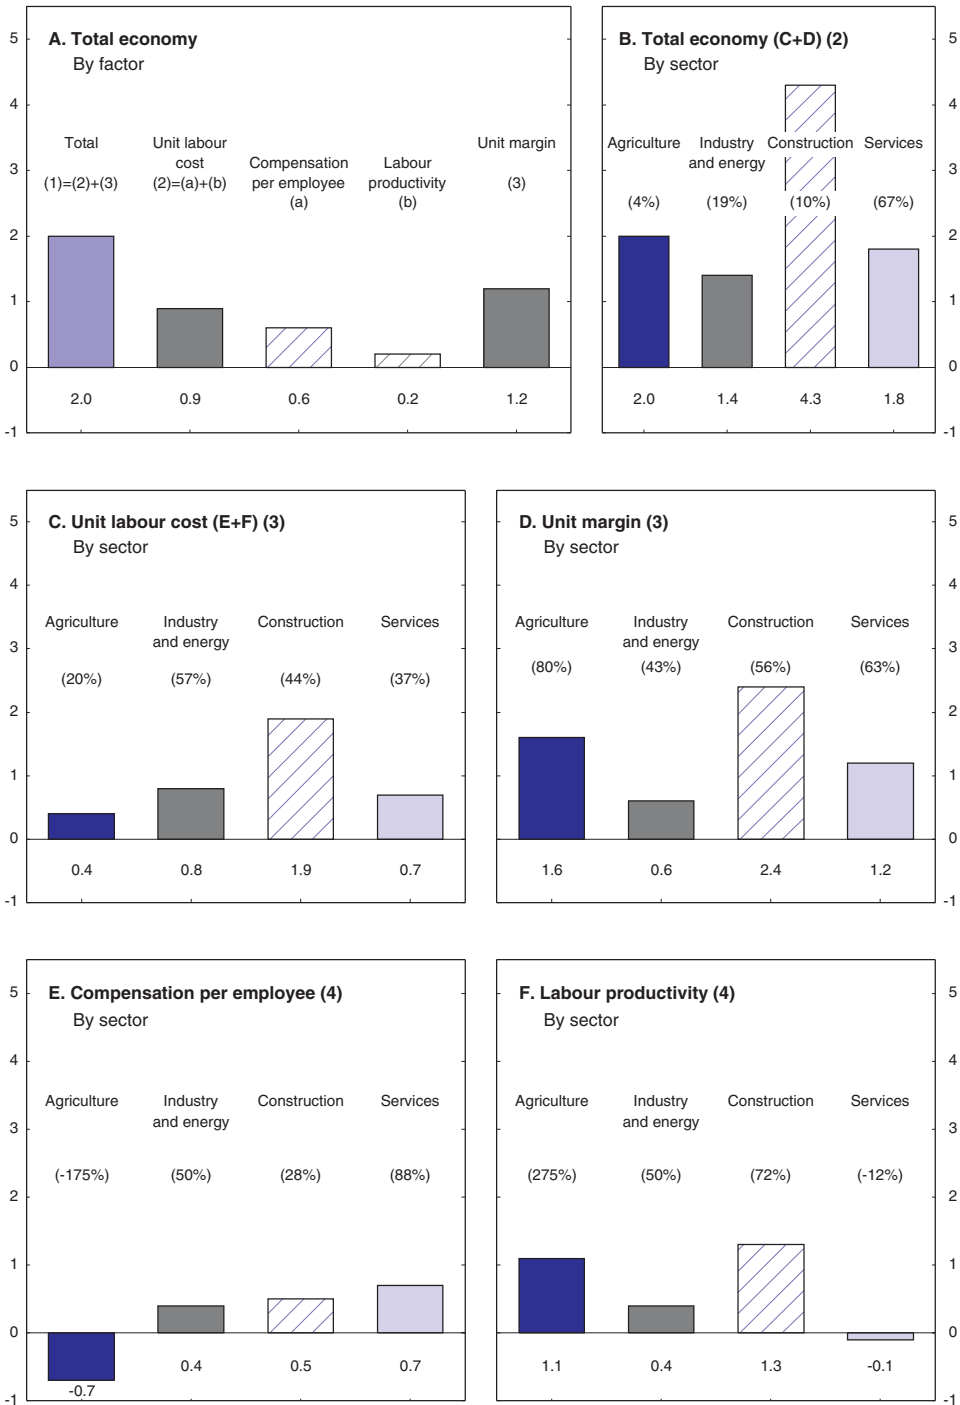 A. Total economy
By factor
Total
(1)=(2)+(3)
Unit labour
cost
(2)=(a)+(b)
Compensation
per employee
(a)
Labour
productivity
(b)
Unit margin
(3)
5
4
3
2
1
0
-1
2.0 0.9 0.6 0.2 1.2
B. Total economy (C+D) (2)
By sector
Agriculture
(4%)
Industry
and energy
(19%)
Construction
(10%)
Services
(67%)
5
4
3
2
1
0
-1
2.0 1.4 4.3 1.8
C. Unit labour cost (E+F) (3)
By sector
Agriculture
(20%)
Industry
and energy
(57%)
Construction
(44%)
Services
(37%)
5
4
3
2
1
0
-1
0.4 0.8 1.9 0.7
D. Unit margin (3)
By sector
Agriculture
(80%)
Industry
and energy
(43%)
Construction
(56%)
Services
(63%)
5
4
3
2
1
0
-1
1.6 0.6 2.4 1.2
E. Compensation per employee (4)
By sector
Agriculture
(-175%)
Industry
and energy
(50%)
Construction
(28%)
Services
(88%)
5
4
3
2
1
0
-1
-0.7 0.4 0.5 0.7
F. Labour productivity (4)
By sector
Agriculture
(275%)
Industry
and energy
(50%)
Construction
(72%)
Services
(-12%)
5
4
3
2
1
0
-1
1.1 0.4 1.3 -0.1